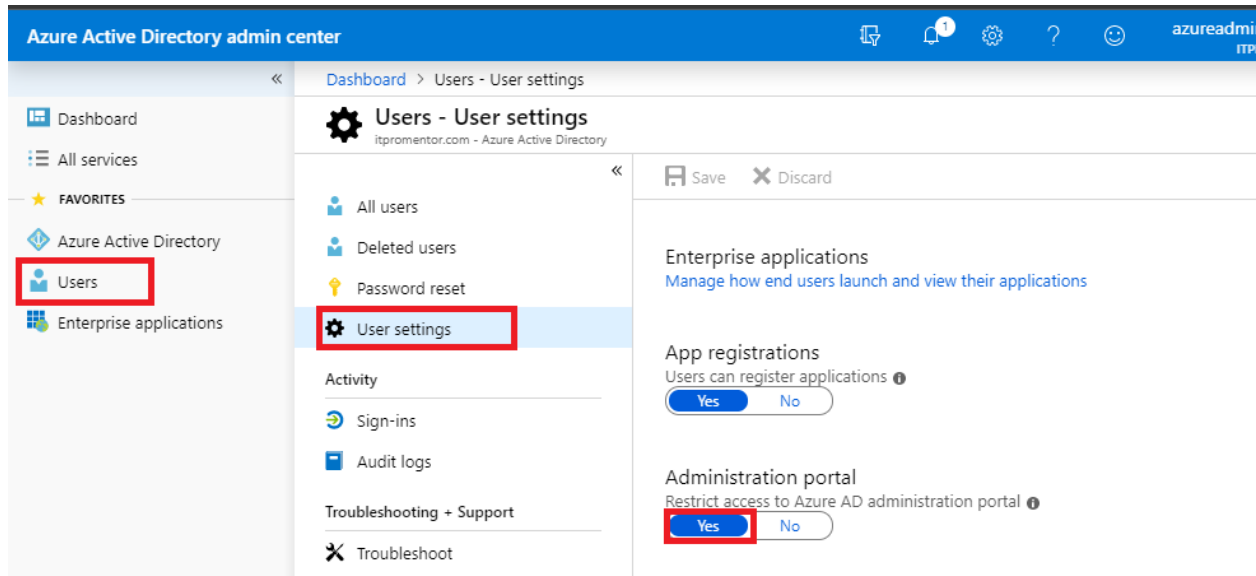 Azure Active Directory admin center
1
azureadmi
Dashboard > Users - User settings
Users - User settings
itpromentor.com - Azure Active Directory
Dashboard
All services
FAVORITES
Azure Active Directory
Users
Enterprise applications
All users
Deleted users
Password reset
User settings
Activity
Sign-ins
Audit logs
Troubleshooting + Support
Troubleshoot
Save Discard
Enterprise applications
Manage how end users launch and view their applications
App registrations
Users can register applications
Yes No
Administration portal
Restrict access to Azure AD administration portal
Yes No